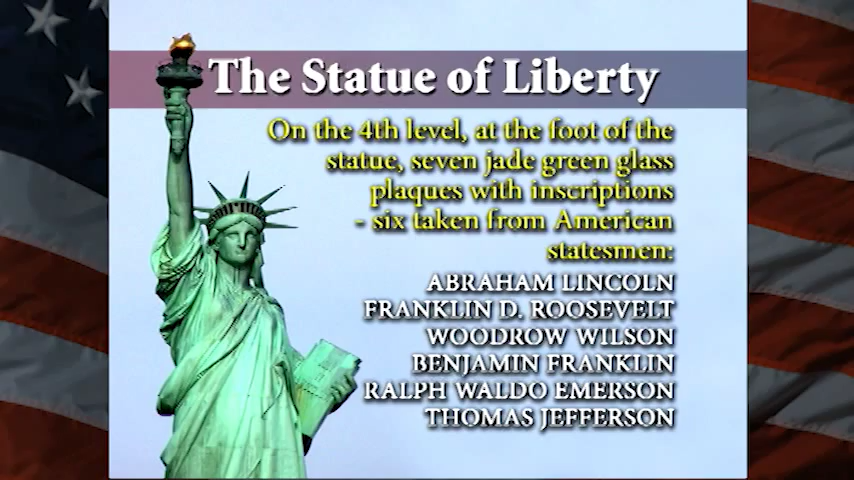 The Statue of Liberty
On the 4th level, at the foot of the
statue, seven jade green glass
plaques with inscriptions
- six taken from American
statesmen:
ABRAHAM LINCOLN
FRANKLIN D. ROOSEVELT
WOODROW WILSON
BENJAMIN FRANKLIN
RALPH WALDO EMERSON
THOMAS JEFFERSON